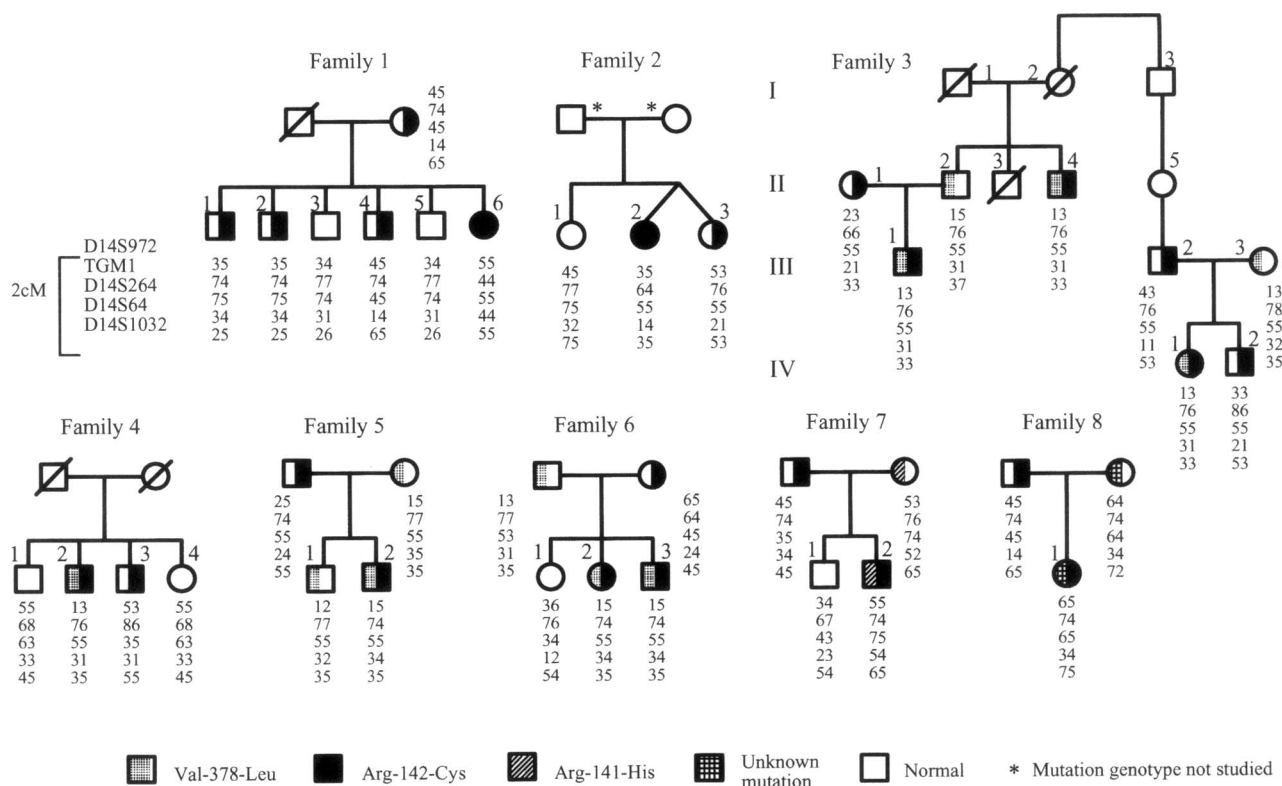 Family 1
45
74
45
14
65
1 2 3 4 5 6
35 35 34 45 34 55
74 74 77 74 77 44
75 75 74 45 74 55
34 34 31 14 31 44
25 25 26 65 26 55
D14S972
TGM1
D14S264
D14S64
D14S1032
2cM
Family 2
* *
1 2 3
45 35 53
77 64 76
75 55 55
32 14 21
75 35 53
Family 3
I
II
III
IV
1 2 3
1 2 3 4 5
23 15 13
66 76 76
55 55 55
21 31 31
33 37 33
1 2 3
13
76
55
31
33
43 13
76 78
55 55
11 32
53 35
1 2
13 33
76 86
55 55
31 21
33 53
Family 4
1 2 3 4
55 13 53 55
68 76 86 68
63 55 35 63
33 31 31 33
45 35 55 45
Family 5
25 15
74 77
55 55
24 35
55 35
1 2
12 15
77 74
55 55
32 34
35 35
Family 6
13 65
77 64
53 45
31 24
35 45
1 2 3
36 15 15
76 74 74
34 55 55
12 34 34
54 35 35
Family 7
45 53
74 76
35 74
34 52
45 65
1 2
34 55
67 74
43 75
23 54
54 65
Family 8
45 64
74 74
45 64
14 34
65 72
1
65
74
65
34
75
Val-378-Leu
Arg-142-Cys
Arg-141-His
Unknown
mutation
Normal
* Mutation genotype not studied